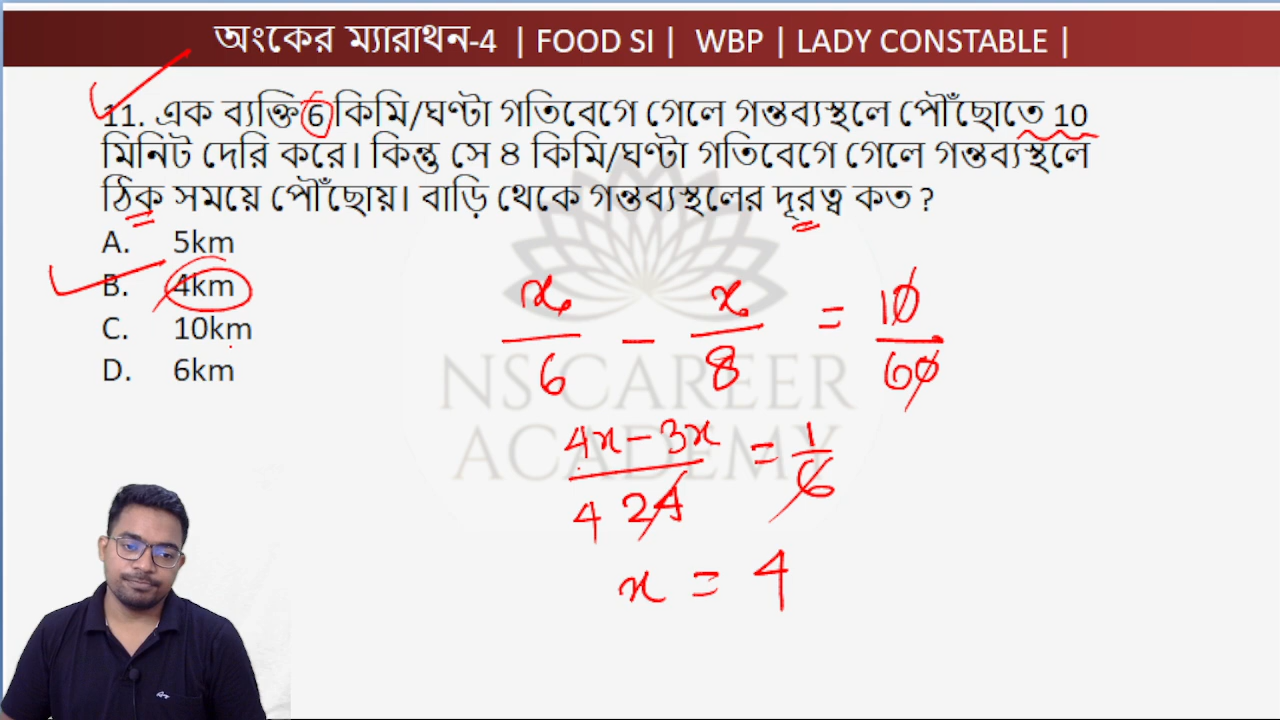 অংকের ম্যারাথন-4 | FOOD SI | WBP | LADY CONSTABLE |
11. এক ব্যক্তি 6 কিমি/ঘণ্টা গতিবেগে গেলে গন্তব্যস্থলে পৌঁছোতে 10
মিনিট দেরি করে। কিন্তু সে ৪ কিমি/ঘণ্টা গতিবেগে গেলে গন্তব্যস্থলে
ঠিক সময়ে পৌঁছোয়। বাড়ি থেকে গন্তব্যস্থলের দূরত্ব কত ?
A. 5km
B. 4km
C. 10km
D. 6km
x/6 - x/8 = 10/60
NS CAREER
ACADEMY
4x-3x/24 = 1/6
4
x = 4